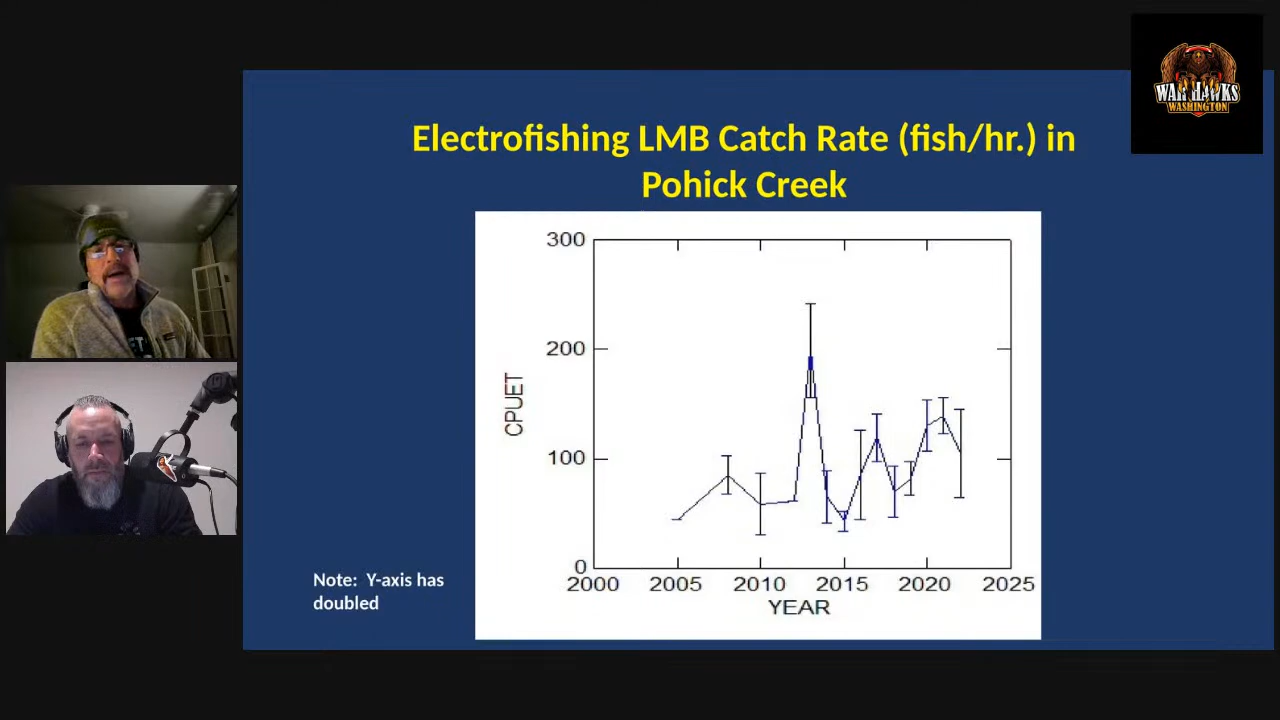 WAR HAWKS
WASHINGTON
Electrofishing LMB Catch Rate (fish/hr.) in
Pohick Creek
300
200
100
0
CPUET
2000 2005 2010 2015 2020 2025
YEAR
Note: Y-axis has
doubled